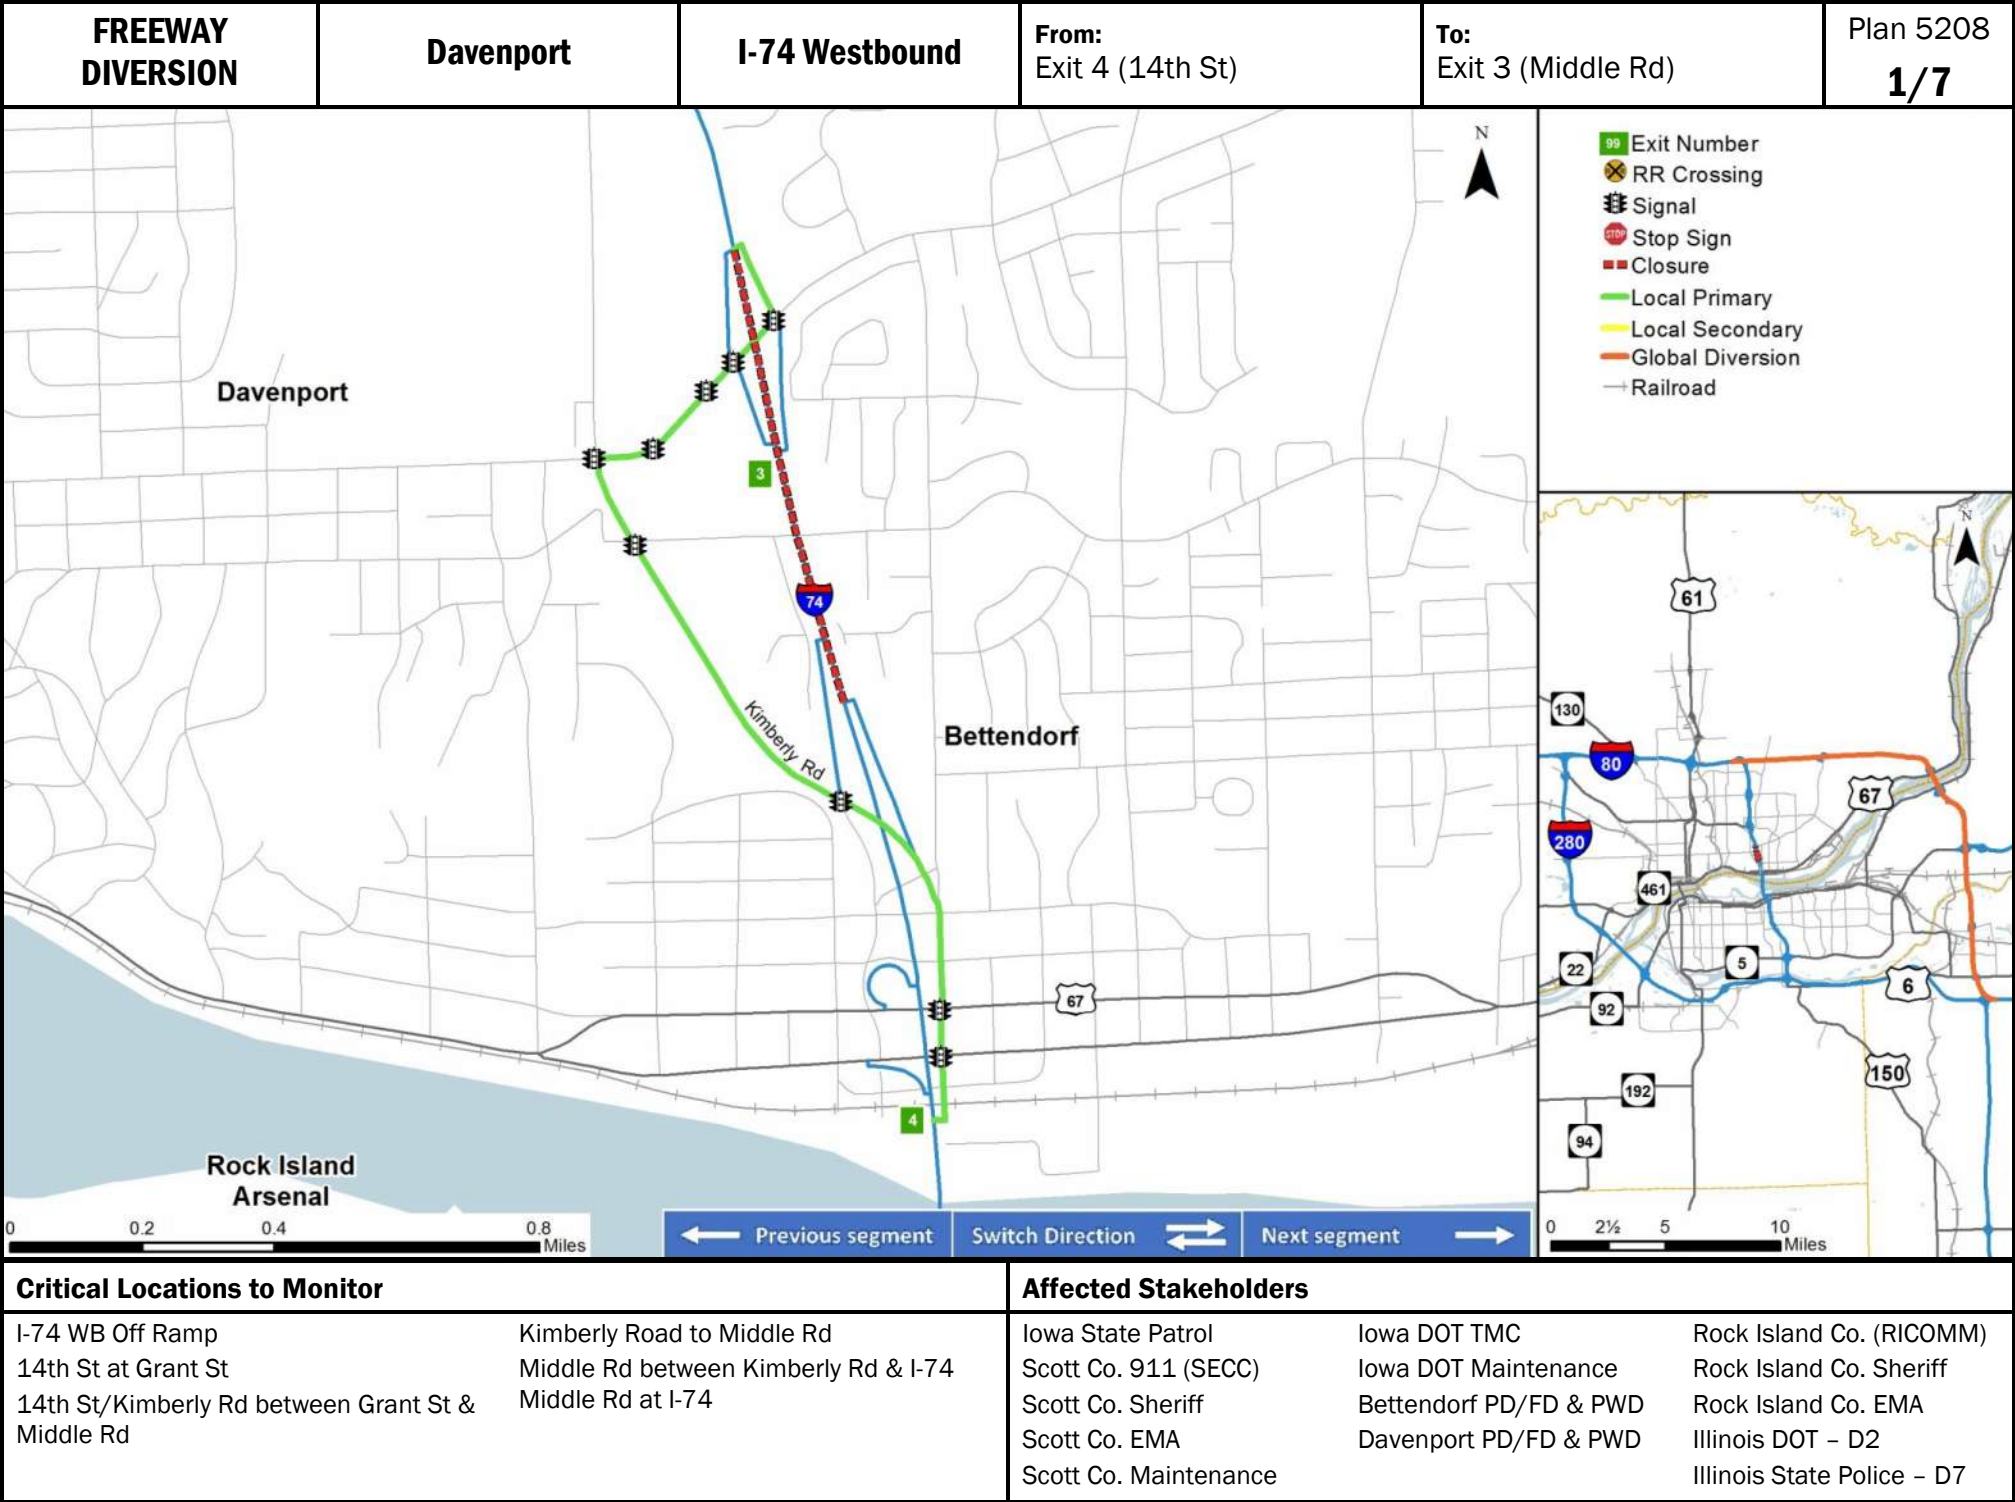 FREEWAY
DIVERSION
Davenport
I-74 Westbound
From:
Exit 4 (14th St)
To:
Exit 3 (Middle Rd)
Plan 5208
1/7
N
99 Exit Number
RR Crossing
Signal
STOP Stop Sign
Closure
Local Primary
Local Secondary
Global Diversion
Railroad
Davenport
3
74
Kimberly Rd
Bettendorf
67
4
Rock Island
Arsenal
0 0.2 0.4 0.8
Miles
Previous segment
Switch Direction
Next segment
N
61
130
80
67
280
461
22
5
6
92
150
192
94
0 2½ 5 10
Miles
Critical Locations to Monitor
I-74 WB Off Ramp
14th St at Grant St
14th St/Kimberly Rd between Grant St &
Middle Rd
Kimberly Road to Middle Rd
Middle Rd between Kimberly Rd & I-74
Middle Rd at I-74
Affected Stakeholders
Iowa State Patrol
Scott Co. 911 (SECC)
Scott Co. Sheriff
Scott Co. EMA
Scott Co. Maintenance
Iowa DOT TMC
Iowa DOT Maintenance
Bettendorf PD/FD & PWD
Davenport PD/FD & PWD
Rock Island Co. (RICOMM)
Rock Island Co. Sheriff
Rock Island Co. EMA
Illinois DOT – D2
Illinois State Police – D7